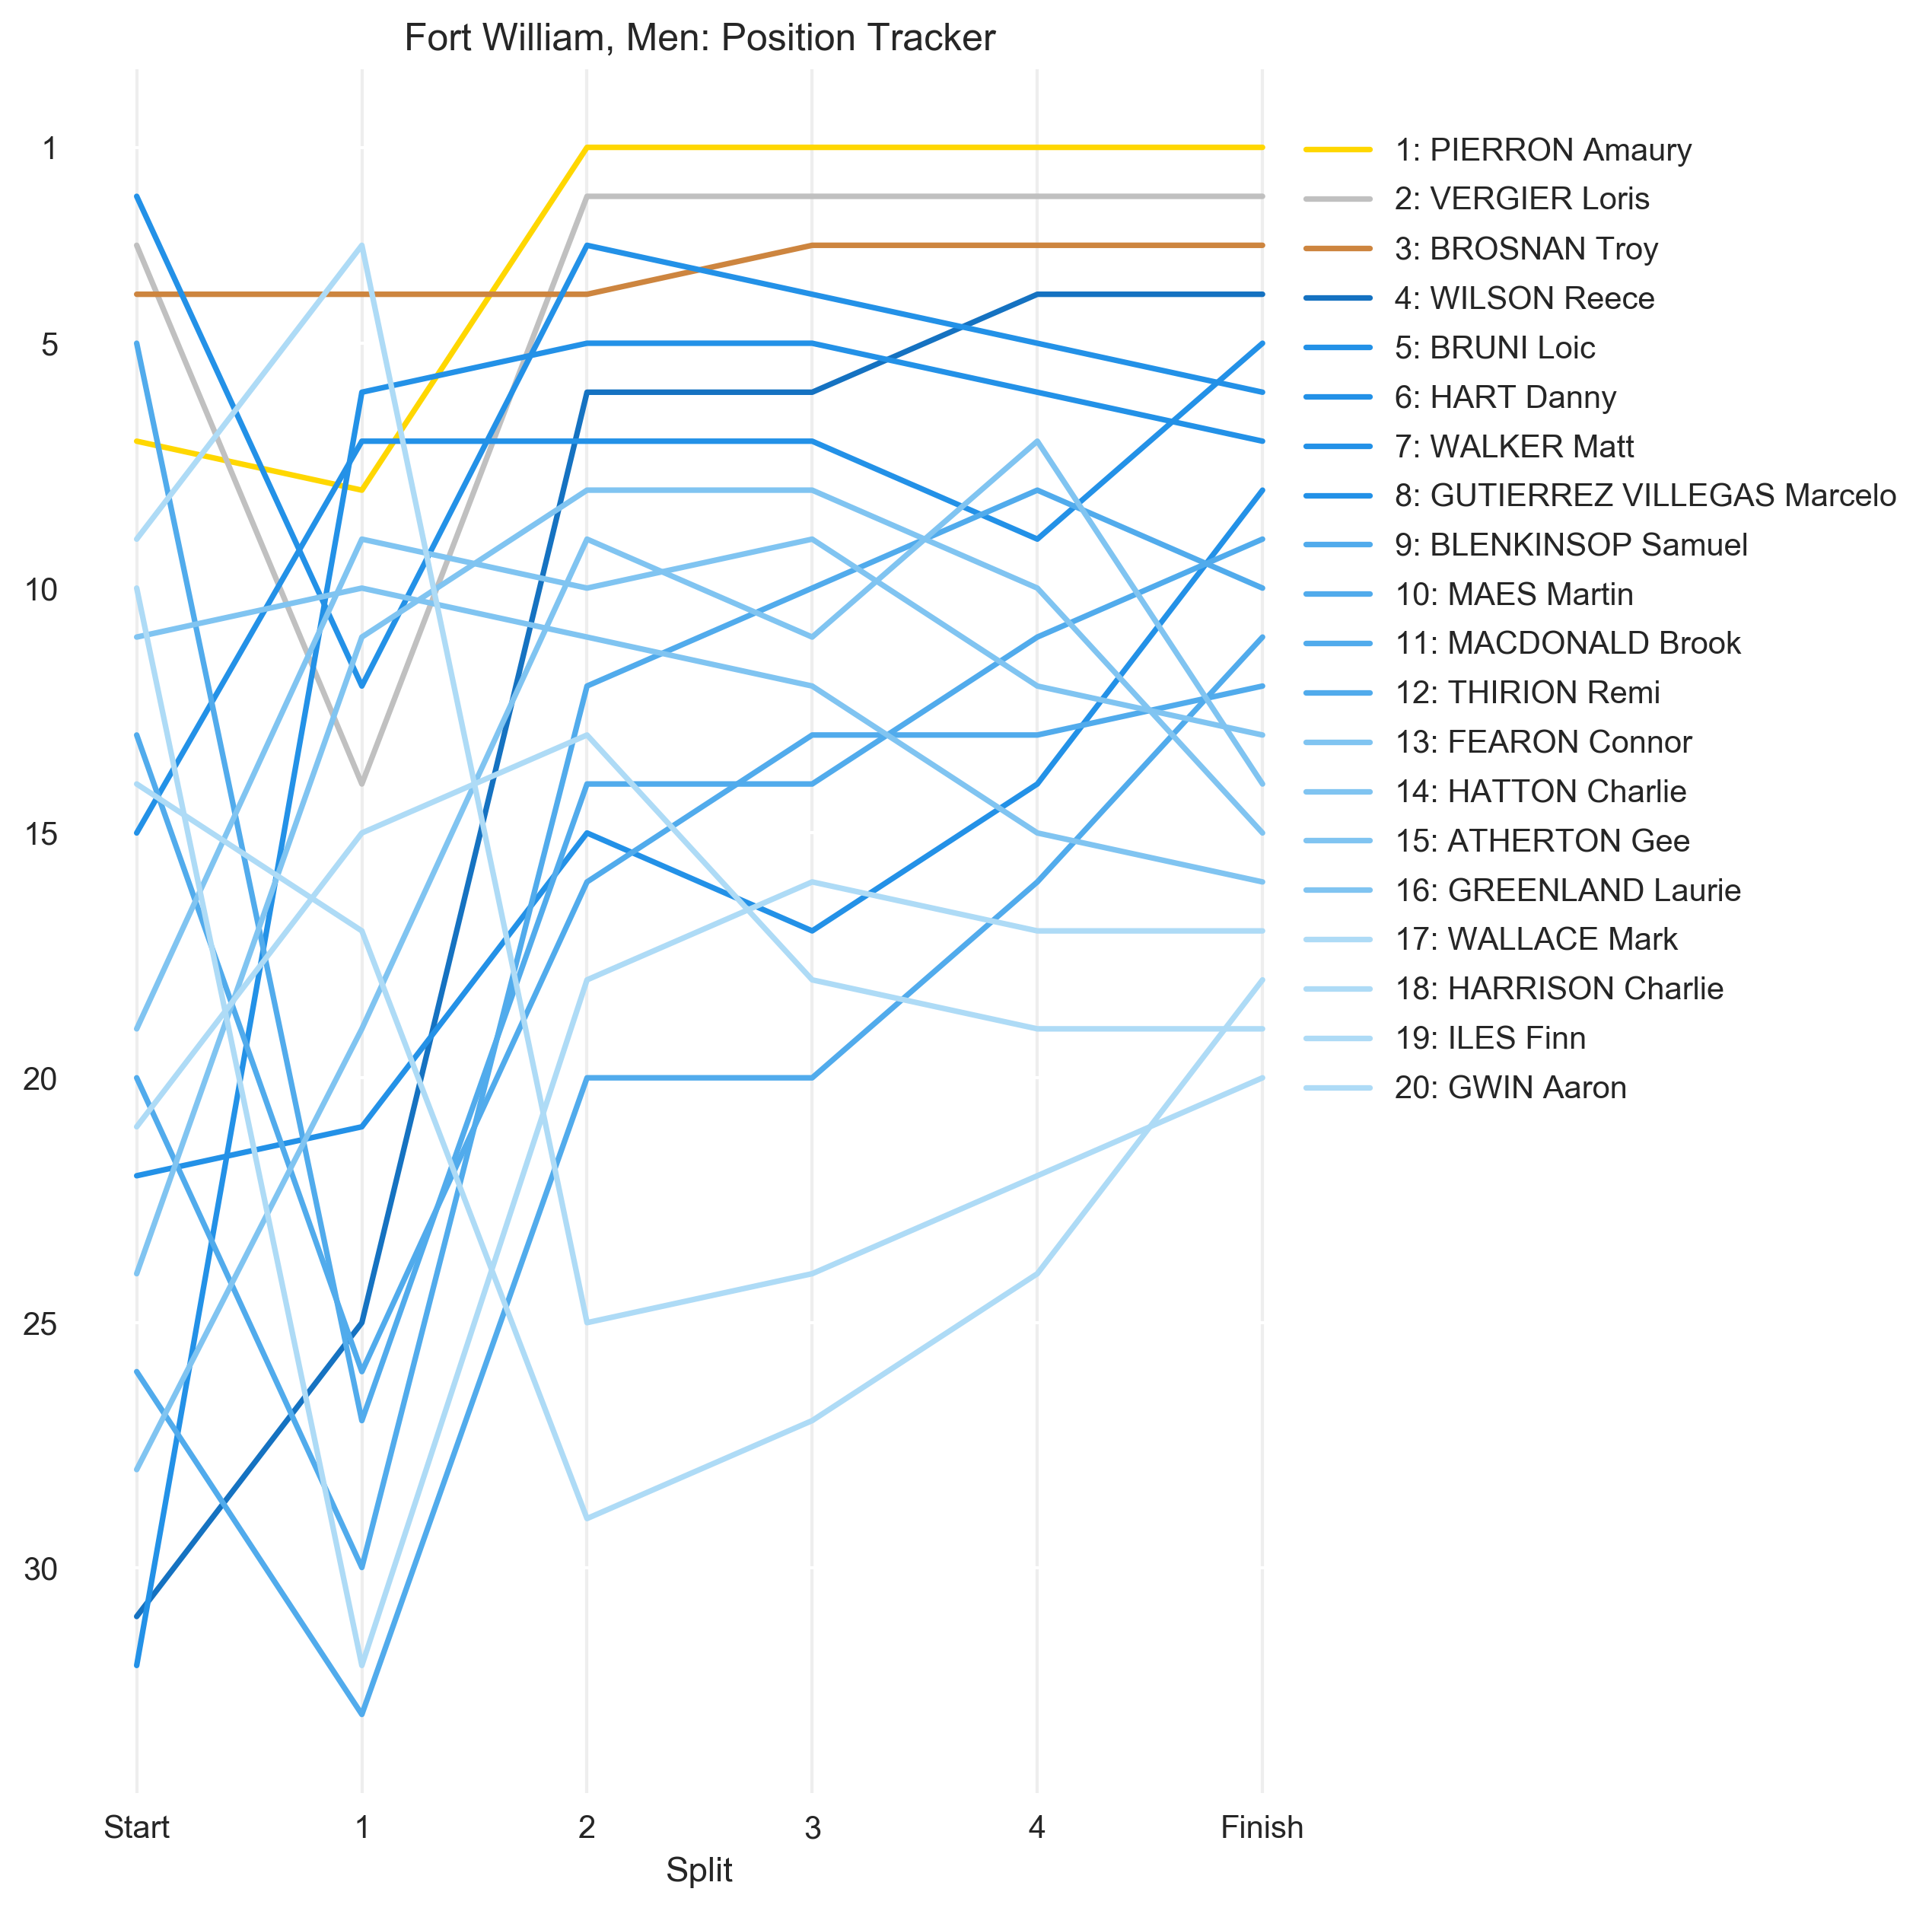 Fort William, Men: Position Tracker
1
5
10
15
20
25
30
Start 1 2 3 4 Finish
Split
1: PIERRON Amaury
2: VERGIER Loris
3: BROSNAN Troy
4: WILSON Reece
5: BRUNI Loic
6: HART Danny
7: WALKER Matt
8: GUTIERREZ VILLEGAS Marcelo
9: BLENKINSOP Samuel
10: MAES Martin
11: MACDONALD Brook
12: THIRION Remi
13: FEARON Connor
14: HATTON Charlie
15: ATHERTON Gee
16: GREENLAND Laurie
17: WALLACE Mark
18: HARRISON Charlie
19: ILES Finn
20: GWIN Aaron